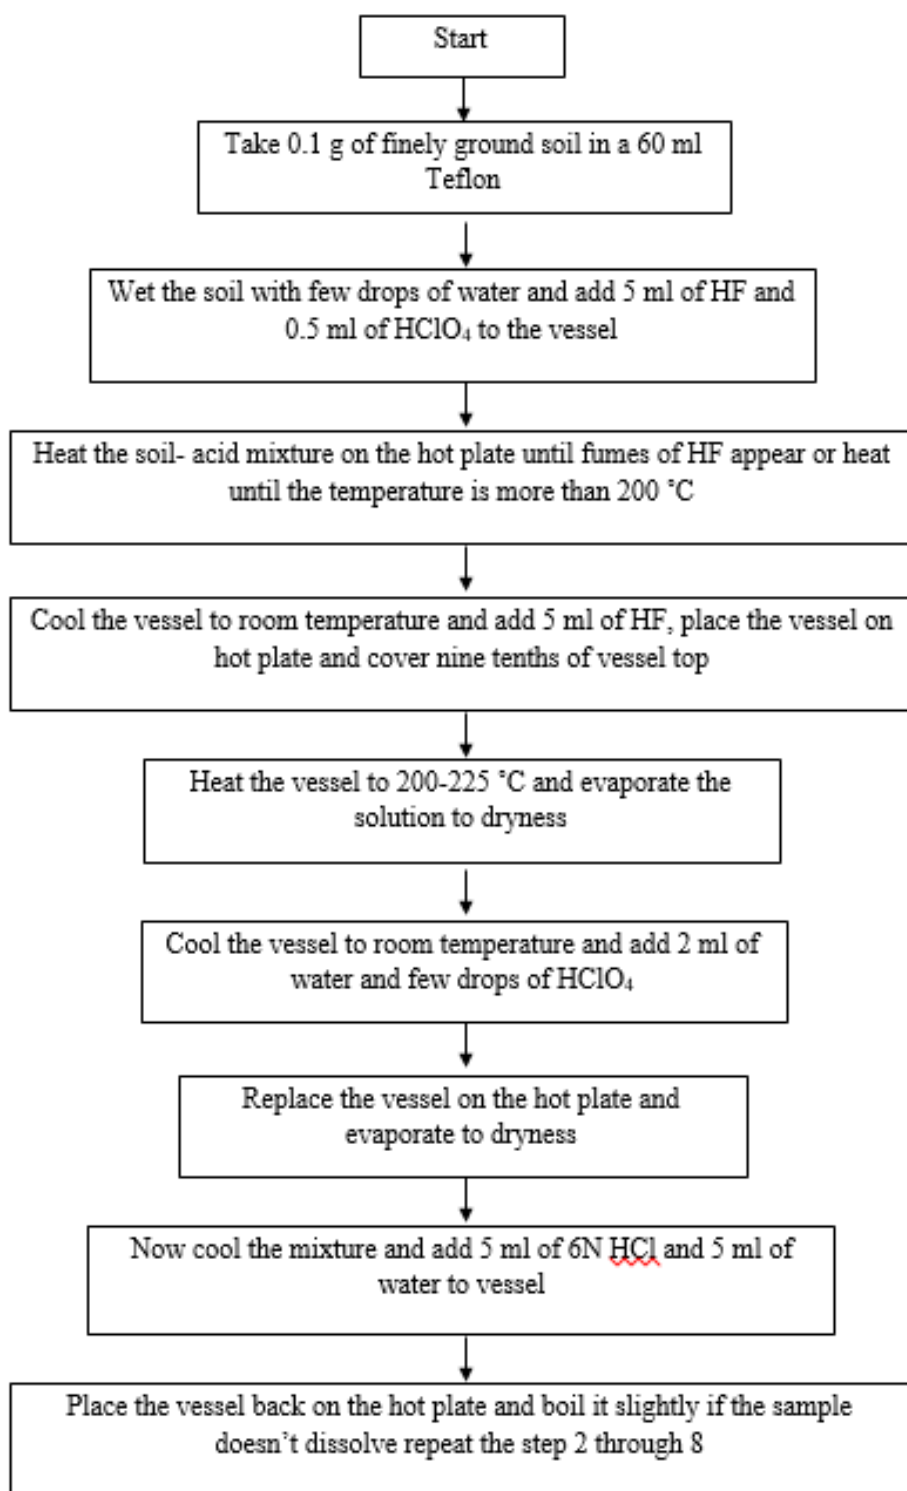 Start
Take 0.1 g of finely ground soil in a 60 ml
Teflon
Wet the soil with few drops of water and add 5 ml of HF and
0.5 ml of HClO₄ to the vessel
Heat the soil- acid mixture on the hot plate until fumes of HF appear or heat
until the temperature is more than 200 ˚C
Cool the vessel to room temperature and add 5 ml of HF, place the vessel on
hot plate and cover nine tenths of vessel top
Heat the vessel to 200-225 ˚C and evaporate the
solution to dryness
Cool the vessel to room temperature and add 2 ml of
water and few drops of HClO₄
Replace the vessel on the hot plate and
evaporate to dryness
Now cool the mixture and add 5 ml of 6N HCl and 5 ml of
water to vessel
Place the vessel back on the hot plate and boil it slightly if the sample
doesn’t dissolve repeat the step 2 through 8